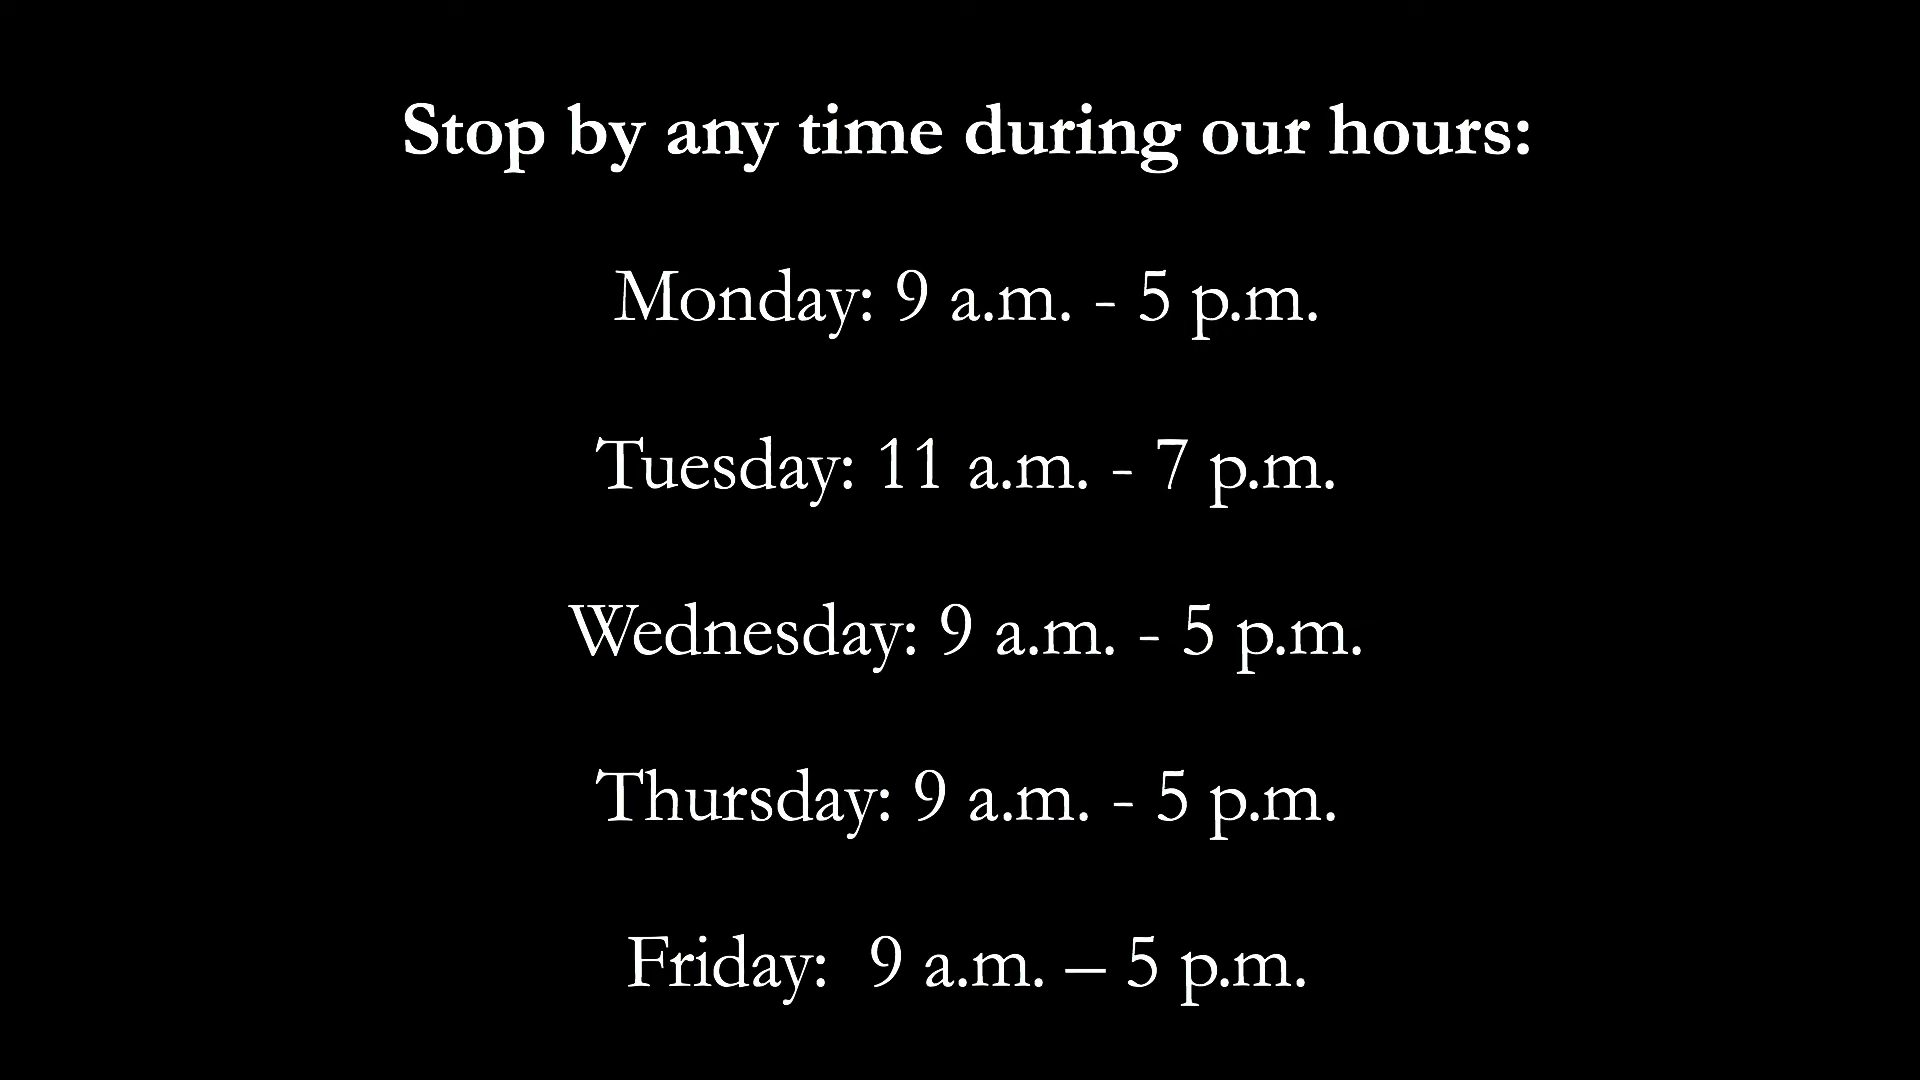 Stop by any time during our hours:
Monday: 9 a.m. - 5 p.m.
Tuesday: 11 a.m. - 7 p.m.
Wednesday: 9 a.m. - 5 p.m.
Thursday: 9 a.m. - 5 p.m.
Friday:  9 a.m. – 5 p.m.